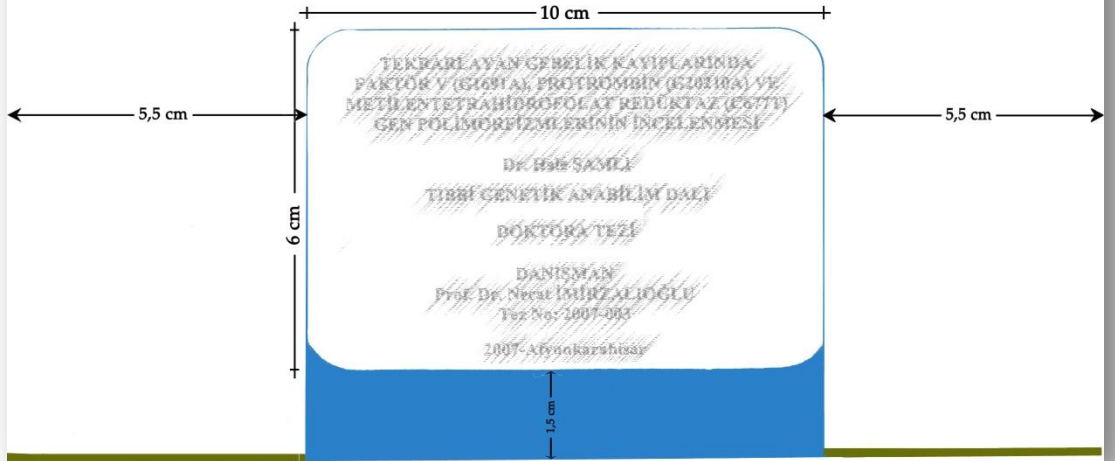 10 cm
TEKRARLAYAN GEBELİK KAYIPLARINDA
FAKTÖR V (G1691A), PROTROMBİN (G20210A) VE
METİLENTETRAHİDROFOLAT REDÜKTAZ (C677T)
GEN POLİMORFİZMLERİNİN İNCELENMESİ
5,5 cm
5,5 cm
Dr. ŞAMLI
TIBBİ GENETİK ANABİLİM DALI
6 cm
DOKTORA TEZİ
DANIŞMAN
Prof. Dr. Necat İMİRZALIOĞLU
Tez No: 2007-003
2007-Afyonkarahisar
1,5 cm